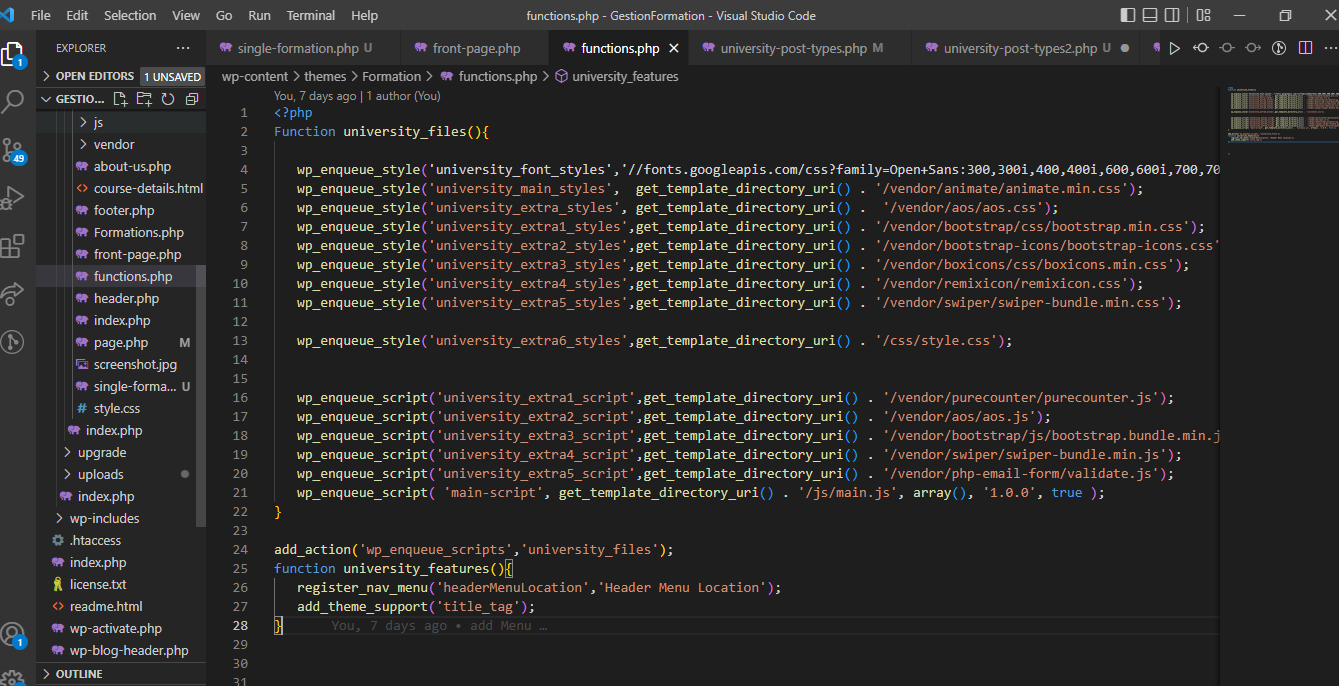 File Edit Selection View Go Run Terminal Help functions.php - GestionFormation - Visual Studio Code
EXPLORER
single-formation.php U front-page.php functions.php university-post-types.php M university-post-types2.php U
OPEN EDITORS 1 UNSAVED
wp-content > themes > Formation > functions.php > university_features
GESTIO...
You, 7 days ago | 1 author (You)
js
vendor
about-us.php
course-details.html
footer.php
Formations.php
front-page.php
functions.php
header.php
index.php
page.php M
screenshot.jpg
single-forma... U
style.css
index.php
upgrade
uploads
index.php
wp-includes
.htaccess
index.php
license.txt
readme.html
wp-activate.php
wp-blog-header.php
OUTLINE
1
49
1
1 <?php
2 Function university_files(){
3
4 wp_enqueue_style('university_font_styles','//fonts.googleapis.com/css?family=Open+Sans:300,300i,400,400i,600,600i,700,70
5 wp_enqueue_style('university_main_styles', get_template_directory_uri() . '/vendor/animate/animate.min.css');
6 wp_enqueue_style('university_extra_styles', get_template_directory_uri() . '/vendor/aos/aos.css');
7 wp_enqueue_style('university_extra1_styles',get_template_directory_uri() . '/vendor/bootstrap/css/bootstrap.min.css');
8 wp_enqueue_style('university_extra2_styles',get_template_directory_uri() . '/vendor/bootstrap-icons/bootstrap-icons.css'
9 wp_enqueue_style('university_extra3_styles',get_template_directory_uri() . '/vendor/boxicons/css/boxicons.min.css');
10 wp_enqueue_style('university_extra4_styles',get_template_directory_uri() . '/vendor/remixicon/remixicon.css');
11 wp_enqueue_style('university_extra5_styles',get_template_directory_uri() . '/vendor/swiper/swiper-bundle.min.css');
12
13 wp_enqueue_style('university_extra6_styles',get_template_directory_uri() . '/css/style.css');
14
15
16 wp_enqueue_script('university_extra1_script',get_template_directory_uri() . '/vendor/purecounter/purecounter.js');
17 wp_enqueue_script('university_extra2_script',get_template_directory_uri() . '/vendor/aos/aos.js');
18 wp_enqueue_script('university_extra3_script',get_template_directory_uri() . '/vendor/bootstrap/js/bootstrap.bundle.min.j
19 wp_enqueue_script('university_extra4_script',get_template_directory_uri() . '/vendor/swiper/swiper-bundle.min.js');
20 wp_enqueue_script('university_extra5_script',get_template_directory_uri() . '/vendor/php-email-form/validate.js');
21 wp_enqueue_script( 'main-script', get_template_directory_uri() . '/js/main.js', array(), '1.0.0', true );
22 }
23
24 add_action('wp_enqueue_scripts','university_files');
25 function university_features(){
26 register_nav_menu('headerMenuLocation','Header Menu Location');
27 add_theme_support('title_tag');
28 } You, 7 days ago • add Menu …
29
30
31